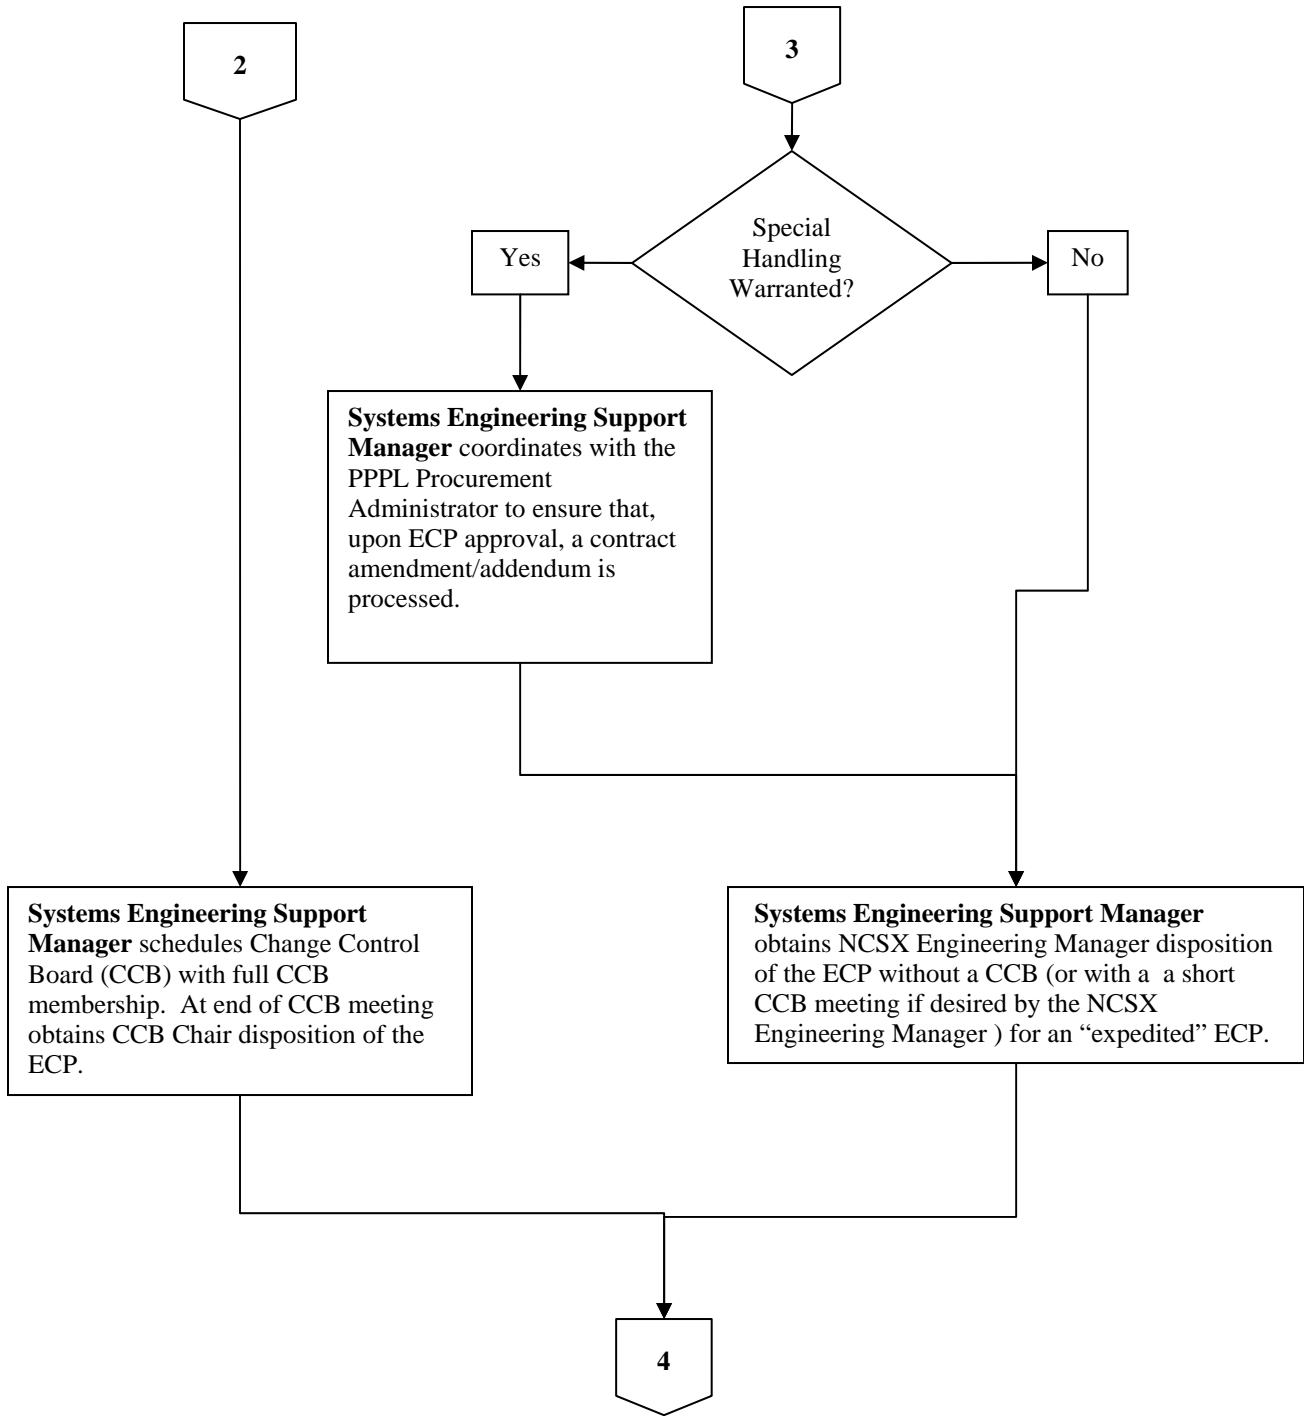 2
3
Special
Handling
Warranted?
Yes
No
Systems Engineering Support
Manager coordinates with the
PPPL Procurement
Administrator to ensure that,
upon ECP approval, a contract
amendment/addendum is
processed.
Systems Engineering Support
Manager schedules Change Control
Board (CCB) with full CCB
membership.  At end of CCB meeting
obtains CCB Chair disposition of the
ECP.
Systems Engineering Support Manager
obtains NCSX Engineering Manager disposition
of the ECP without a CCB (or with a  a short
CCB meeting if desired by the NCSX
Engineering Manager ) for an “expedited” ECP.
4